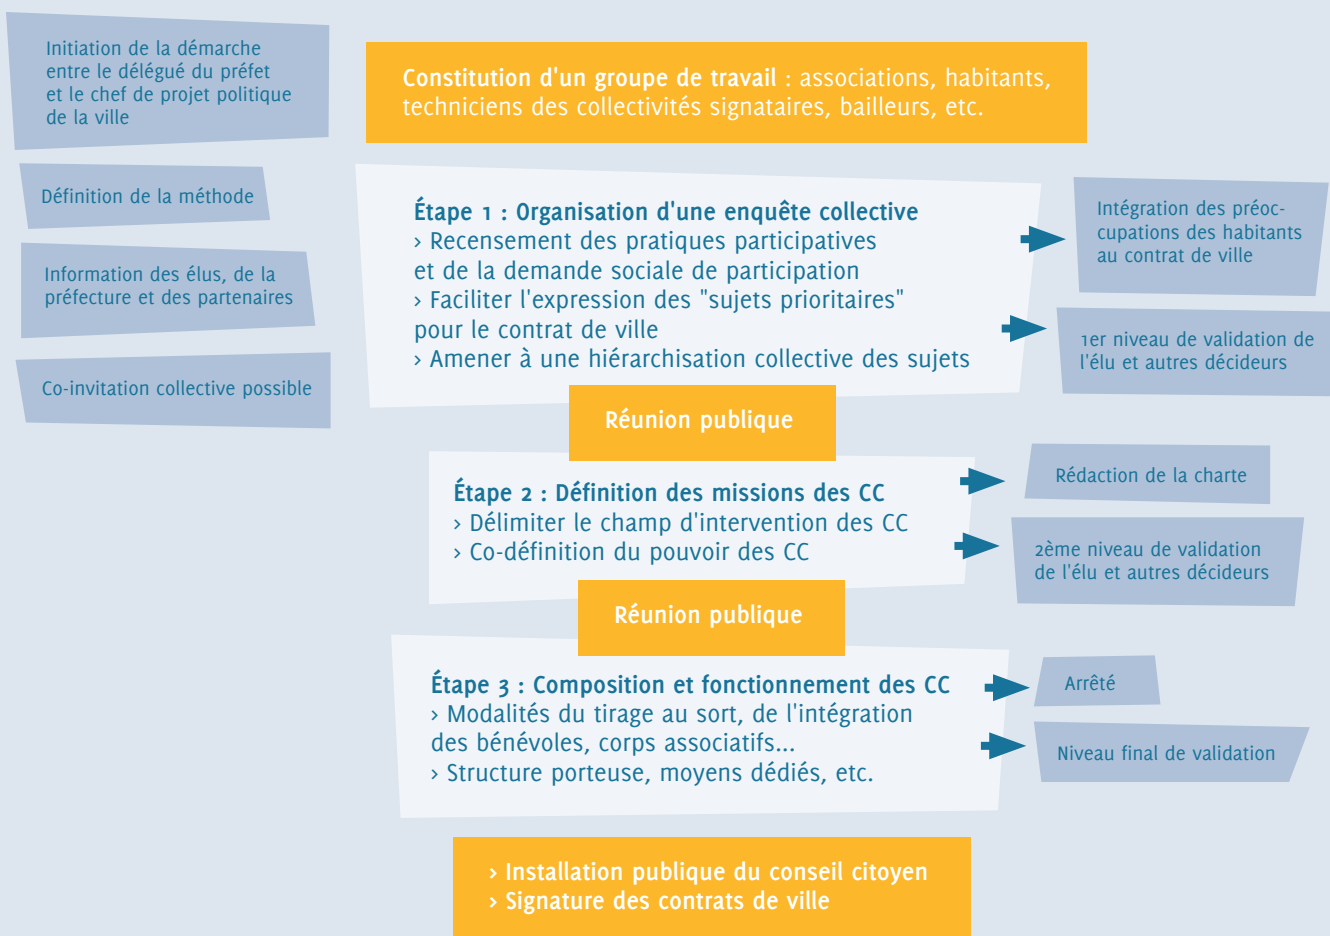 Initiation de la démarche
entre le délégué du préfet
et le chef de projet politique
de la ville
Définition de la méthode
Information des élus, de la
préfecture et des partenaires
Co-invitation collective possible
Constitution d'un groupe de travail : associations, habitants,
techniciens des collectivités signataires, bailleurs, etc.
Étape 1 : Organisation d'une enquête collective
› Recensement des pratiques participatives
et de la demande sociale de participation
› Faciliter l'expression des "sujets prioritaires"
pour le contrat de ville
› Amener à une hiérarchisation collective des sujets
Intégration des préoc-
cupations des habitants
au contrat de ville
1er niveau de validation de
l'élu et autres décideurs
Réunion publique
Étape 2 : Définition des missions des CC
› Délimiter le champ d'intervention des CC
› Co-définition du pouvoir des CC
Rédaction de la charte
2ème niveau de validation
de l'élu et autres décideurs
Réunion publique
Étape 3 : Composition et fonctionnement des CC
› Modalités du tirage au sort, de l'intégration
des bénévoles, corps associatifs...
› Structure porteuse, moyens dédiés, etc.
Arrêté
Niveau final de validation
› Installation publique du conseil citoyen
› Signature des contrats de ville